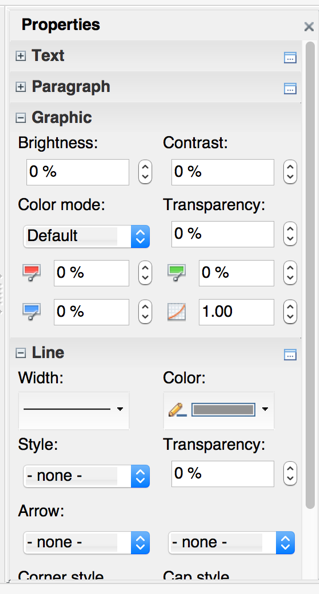 Properties
Text
Paragraph
Graphic
Brightness: Contrast:
0 % 0 %
Color mode: Transparency:
Default 0 %
0 % 0 %
0 % 1.00
Line
Width: Color:
Style: Transparency:
- none - 0 %
Arrow:
- none - - none -
Corner style Cap style